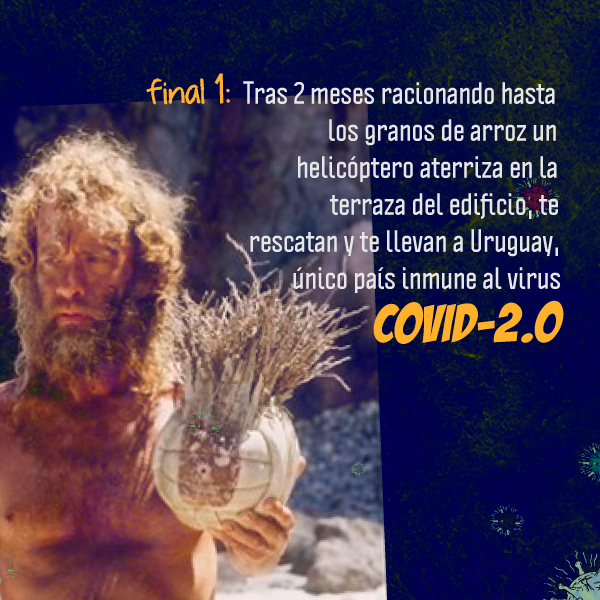 final 1: Tras 2 meses racionando hasta
los granos de arroz un
helicóptero aterriza en la
terraza del edificio, te
rescatan y te llevan a Uruguay,
único país inmune al virus
COVID-2.0